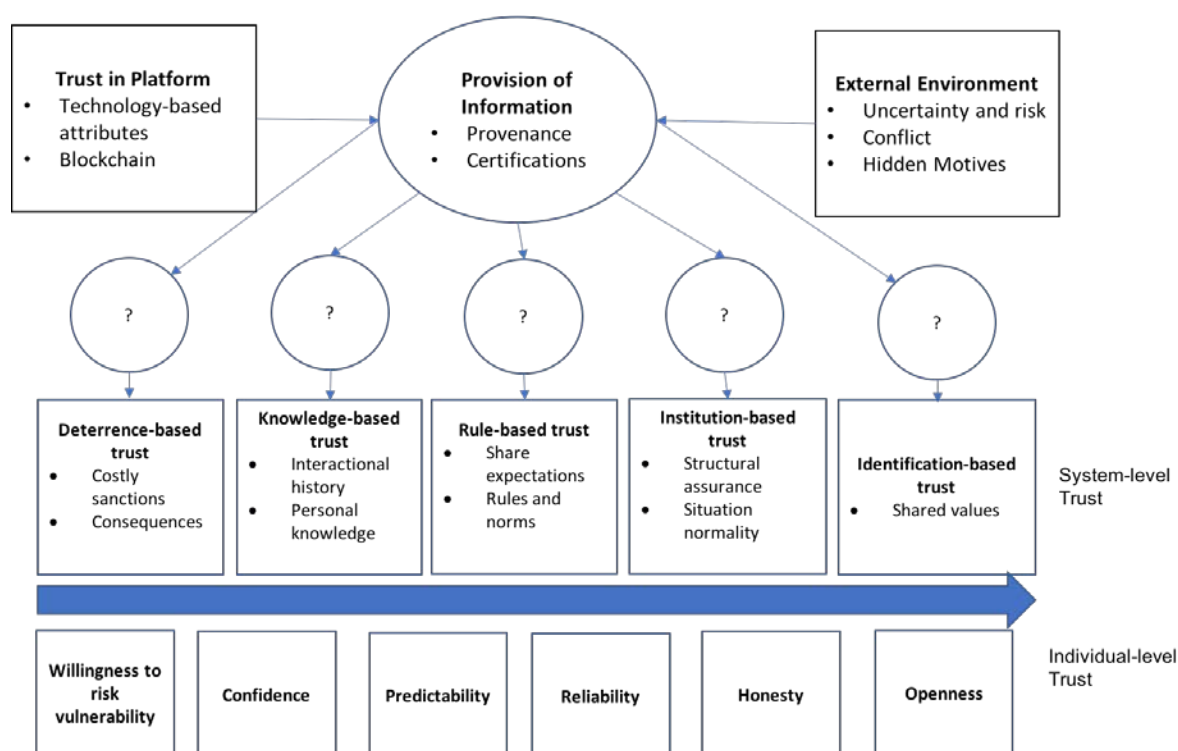 Trust in Platform
• Technology-based
attributes
• Blockchain
Provision of
Information
• Provenance
• Certifications
External Environment
• Uncertainty and risk
• Conflict
• Hidden Motives
?
?
?
?
?
Deterrence-based
trust
• Costly
sanctions
• Consequences
Knowledge-based
trust
• Interactional
history
• Personal
knowledge
Rule-based trust
• Share
expectations
• Rules and
norms
Institution-based
trust
• Structural
assurance
• Situation
normality
Identification-based
trust
• Shared values
System-level
Trust
Willingness to
risk
vulnerability
Confidence
Predictability
Reliability
Honesty
Openness
Individual-level
Trust